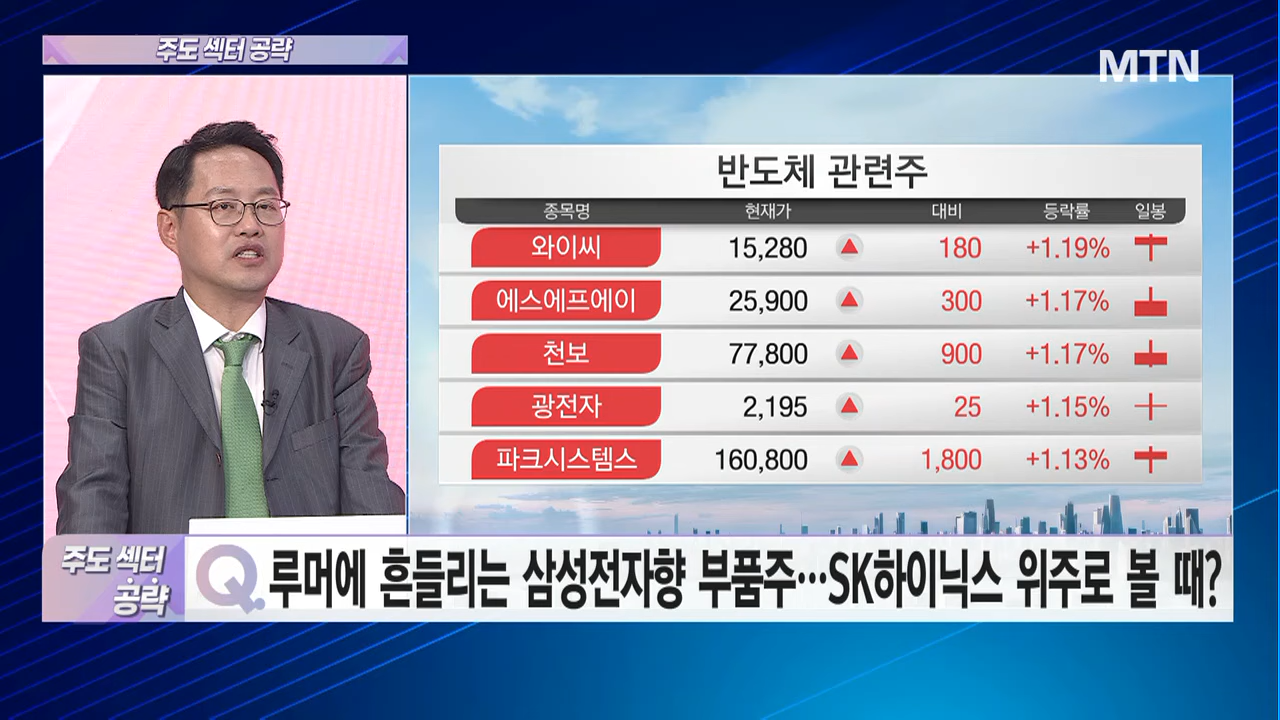 주도 섹터 공략
MTN
반도체 관련주
종목명 현재가 대비 등락률 일봉
와이씨 15,280 ▲ 180 +1.19%
에스에프에이 25,900 ▲ 300 +1.17%
천보 77,800 ▲ 900 +1.17%
광전자 2,195 ▲ 25 +1.15%
파크시스템스 160,800 ▲ 1,800 +1.13%
주도 섹터
공략
Q. 루머에 흔들리는 삼성전자향 부품주…SK하이닉스 위주로 볼 때?